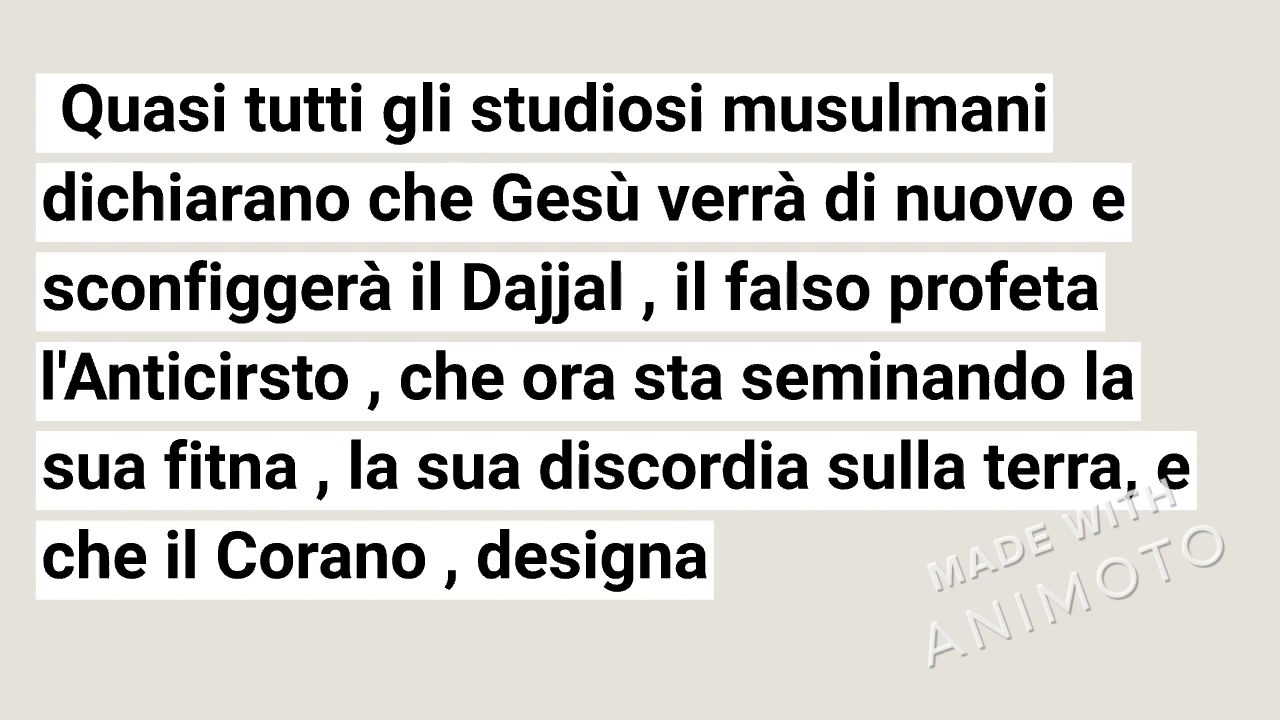 Quasi tutti gli studiosi musulmani
dichiarano che Gesù verrà di nuovo e
sconfiggerà il Dajjal , il falso profeta
l'Anticirsto , che ora sta seminando la
sua fitna , la sua discordia sulla terra, e
che il Corano , designa
MADE WITH
ANIMOTO